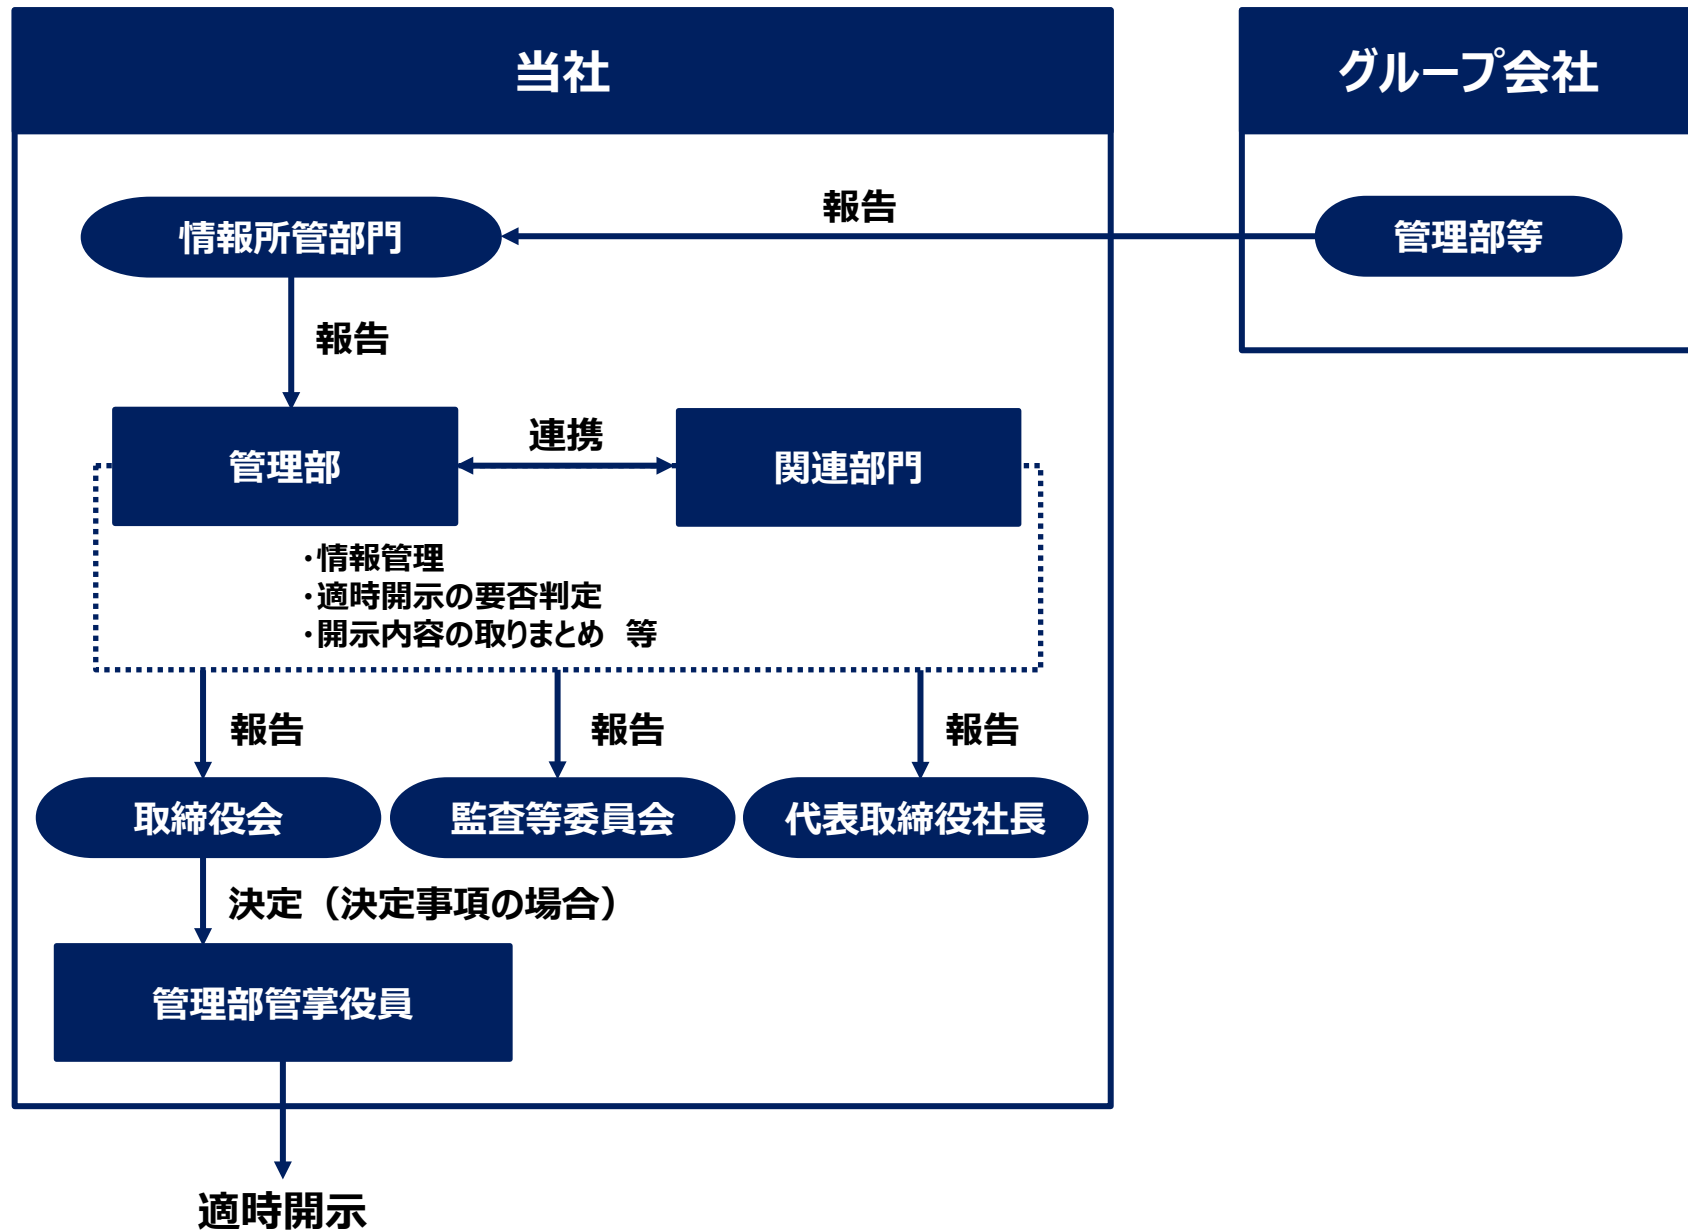 当社
グループ会社
報告
情報所管部門
管理部等
報告
連携
管理部
関連部門
・情報管理
・適時開示の要否判定
・開示内容の取りまとめ　等
報告
報告
報告
取締役会
監査等委員会
代表取締役社長
決定（決定事項の場合）
管理部管掌役員
適時開示